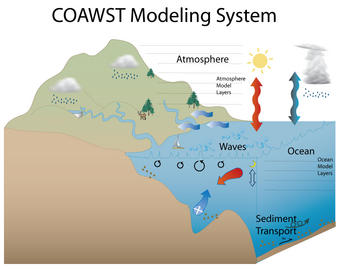 COAWST Modeling System
Atmosphere
Atmosphere
Model
Layers
Waves
Ocean
Ocean
Model
Layers
Sediment
Transport